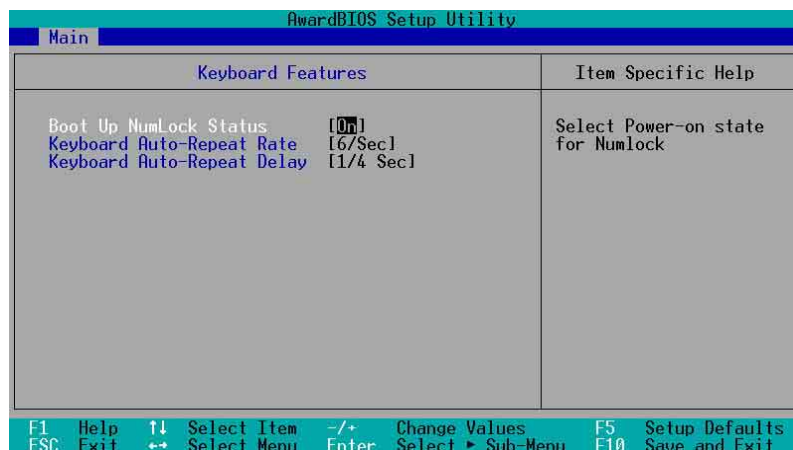 AwardBIOS Setup Utility
Main
Keyboard Features
Item Specific Help
Boot Up NumLock Status [On]
Keyboard Auto-Repeat Rate [6/Sec]
Keyboard Auto-Repeat Delay [1/4 Sec]
Select Power-on state
for Numlock
F1 Help ↑↓ Select Item -/+ Change Values F5 Setup Defaults
ESC Exit ←→ Select Menu Enter Select ► Sub-Menu F10 Save and Exit